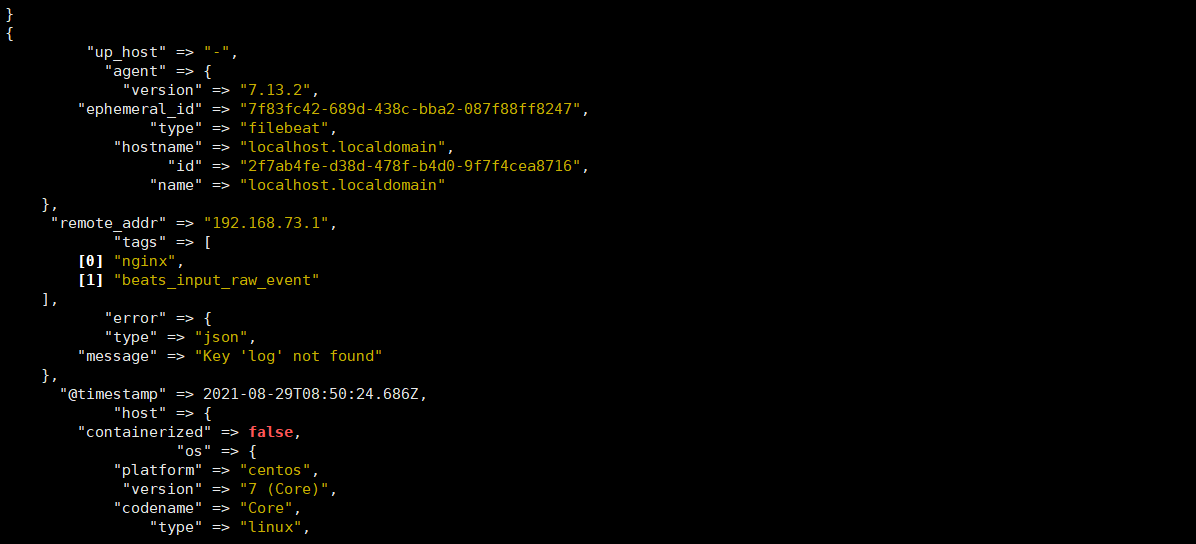 }
{
         "up_host" => "-",
           "agent" => {
             "version" => "7.13.2",
        "ephemeral_id" => "7f83fc42-689d-438c-bba2-087f88ff8247",
                "type" => "filebeat",
            "hostname" => "localhost.localdomain",
                  "id" => "2f7ab4fe-d38d-478f-b4d0-9f7f4cea8716",
                "name" => "localhost.localdomain"
    },
     "remote_addr" => "192.168.73.1",
            "tags" => [
        [0] "nginx",
        [1] "beats_input_raw_event"
    ],
           "error" => {
           "type" => "json",
        "message" => "Key 'log' not found"
    },
      "@timestamp" => 2021-08-29T08:50:24.686Z,
            "host" => {
        "containerized" => false,
                   "os" => {
            "platform" => "centos",
             "version" => "7 (Core)",
            "codename" => "Core",
                "type" => "linux",